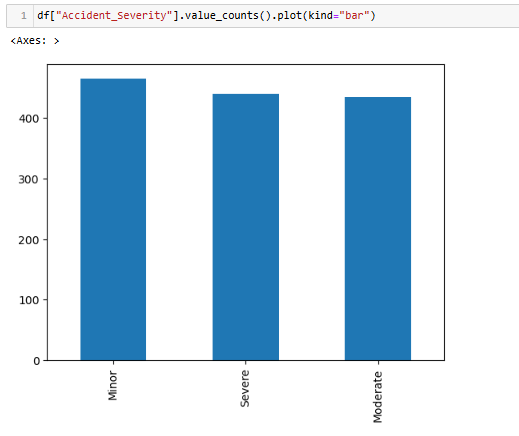 1 df["Accident_Severity"].value_counts().plot(kind="bar")
<Axes: >
400
300
200
100
0
Minor
Severe
Moderate